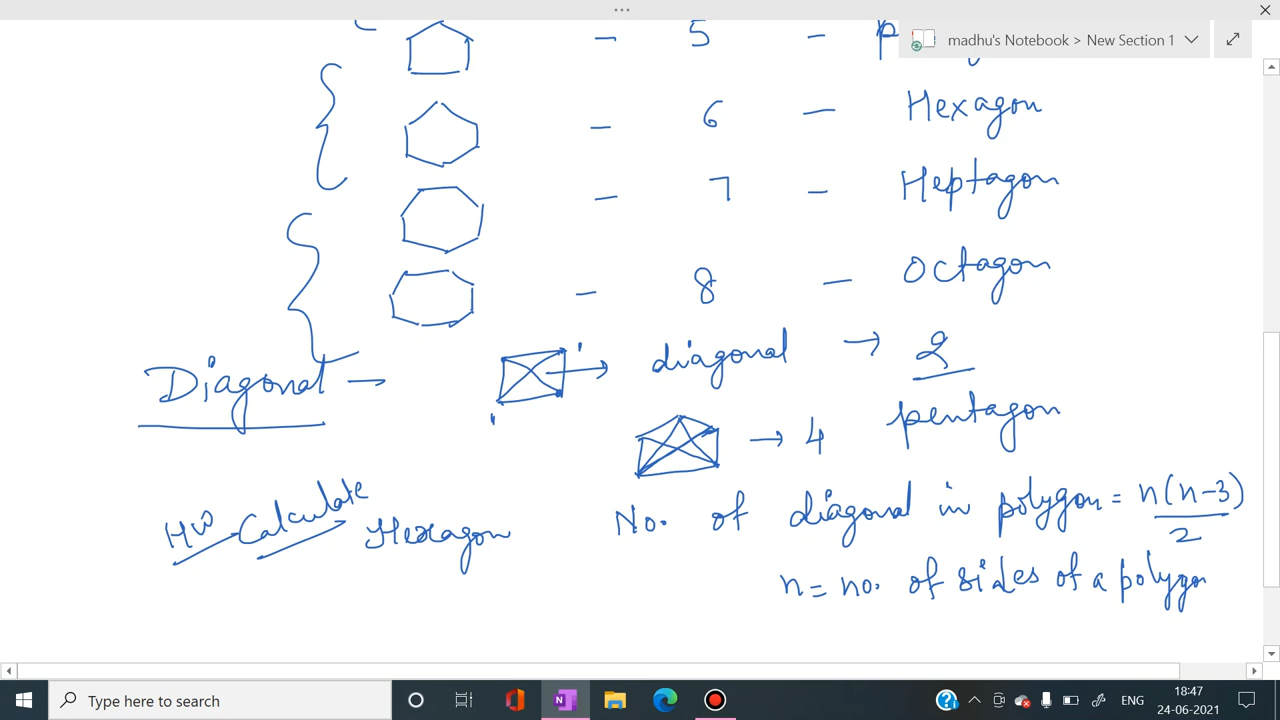 ...
- 5 - p
madhu's Notebook > New Section 1
- 6 - Hexagon
- 7 - Heptagon
- 8 - Octagon
Diagonal - → diagonal → 2
→ 4 pentagon
HW - Calculate Hexagon
No. of diagonal in polygon = n(n-3)/2
n = no. of sides of a polygon
Type here to search
ENG
18:47
24-06-2021